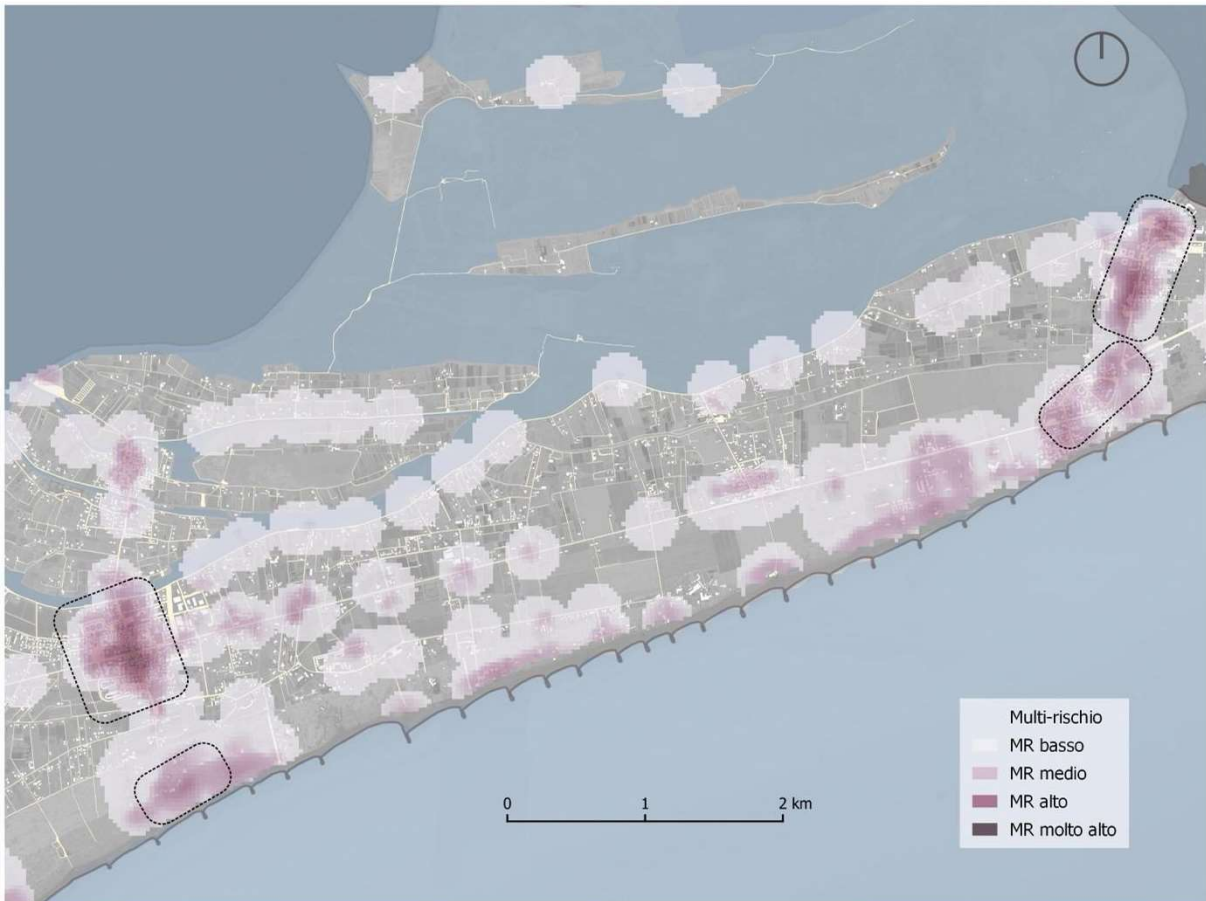 0 1 2 km
Multi-rischio
MR basso
MR medio
MR alto
MR molto alto